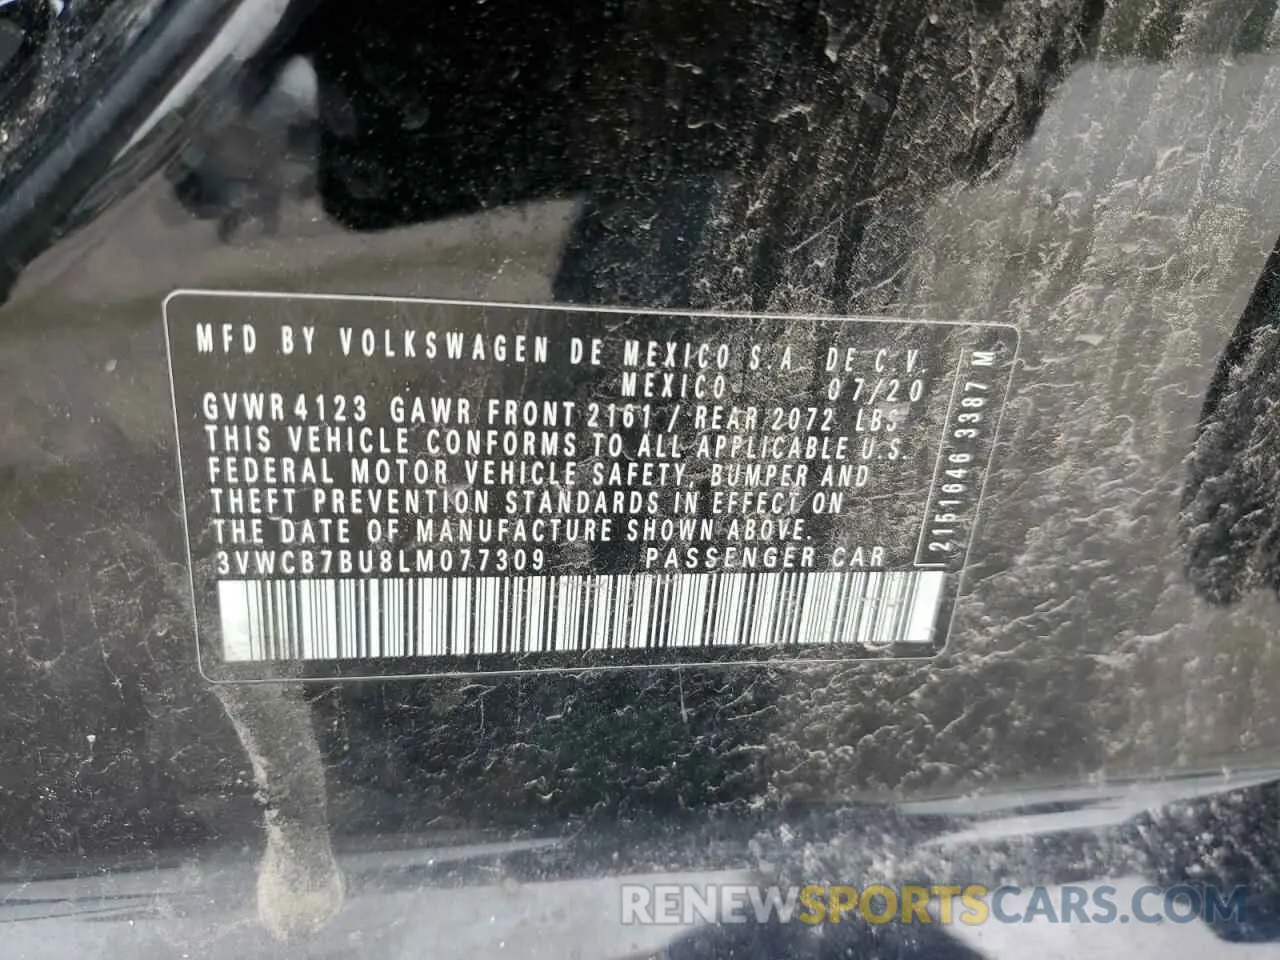 MFD BY VOLKSWAGEN DE MEXICO S.A. DE C.V.
MEXICO 07/20
GVWR 4123 GAWR FRONT 2161 / REAR 2072 LBS
THIS VEHICLE CONFORMS TO ALL APPLICABLE U.S.
FEDERAL MOTOR VEHICLE SAFETY, BUMPER AND
THEFT PREVENTION STANDARDS IN EFFECT ON
THE DATE OF MANUFACTURE SHOWN ABOVE.
3VWCB7BU8LM077309 PASSENGER CAR
2151646 3387 M
RENEWSPORTSCARS.COM